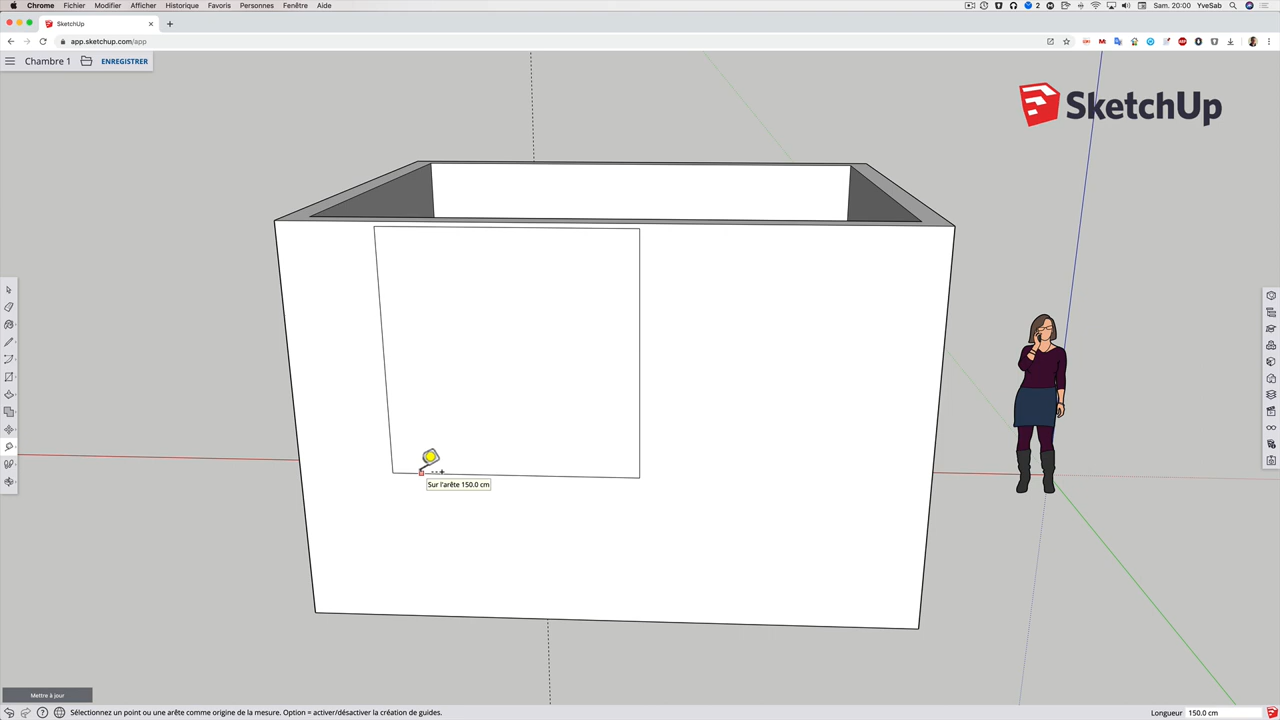 Chrome Fichier Modifier Afficher Historique Favoris Personnes Fenêtre Aide
2 Sam. 20:00 YveSab
SketchUp
app.sketchup.com/app
Chambre 1 ENREGISTRER
SketchUp
Sur l'arête 150.0 cm
Mettre à jour
Sélectionnez un point ou une arête comme origine de la mesure. Option = activer/désactiver la création de guides.
Longueur 150.0 cm